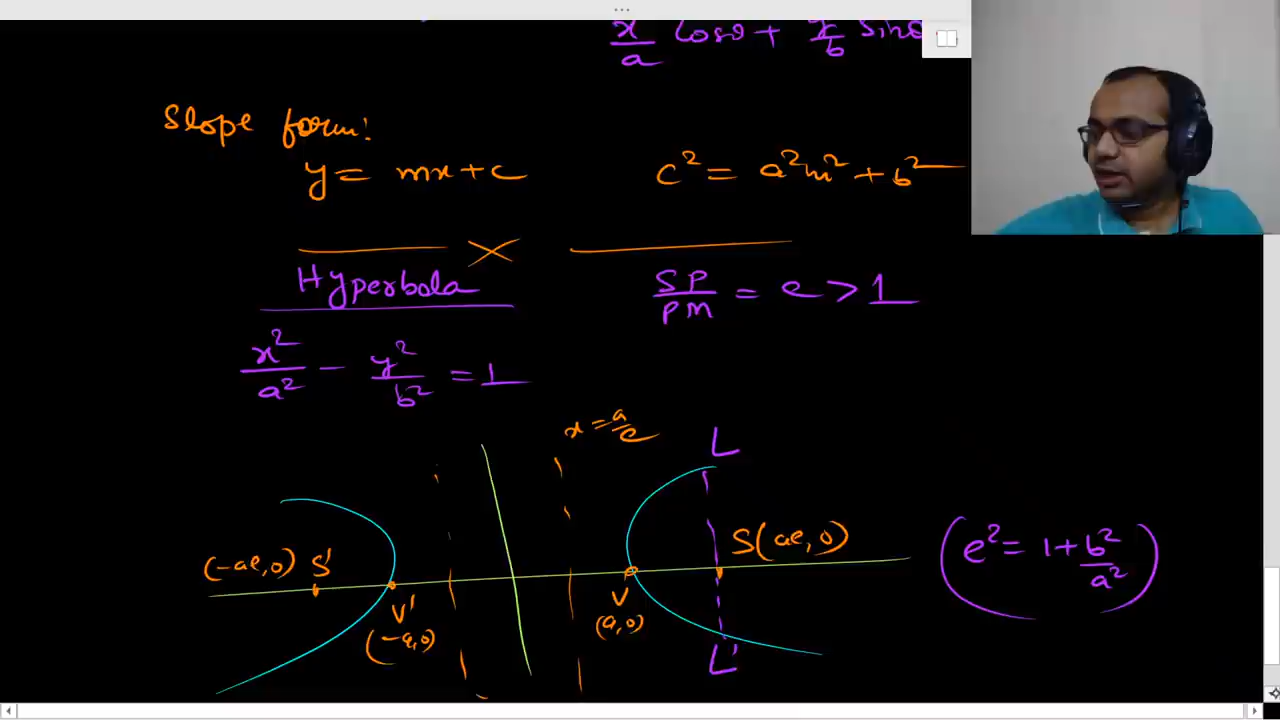 x/a Cosθ + y/b Sinθ
Slope form:
y = mx + c c² = a²m² + b²
Hyperbola SP/PM = e > 1
x²/a² - y²/b² = 1
x = a/e L
(-ae, 0) S' S(ae, 0) e² = 1 + b²/a²
V' V
(-a, 0) (a, 0)
L'